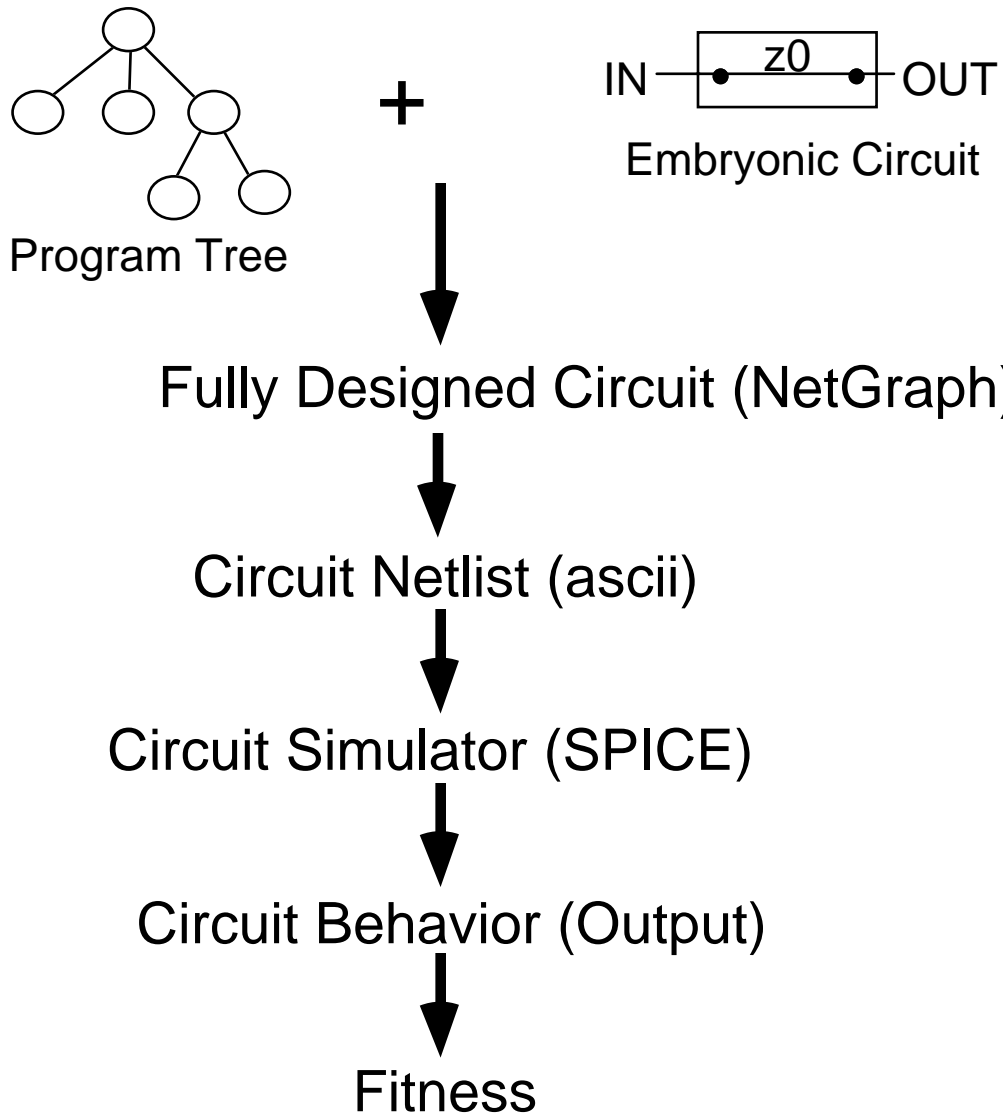 z0
IN OUT
+
Embryonic Circuit
Program Tree
Fully Designed Circuit (NetGraph)
Circuit Netlist (ascii)
Circuit Simulator (SPICE)
Circuit Behavior (Output)
Fitness